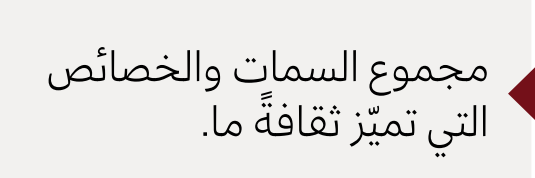 مجموع السمات والخصائص
التي تميّز ثقافةً ما.